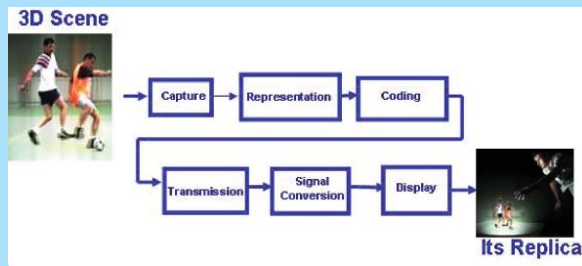 3D Scene
Capture
Representation
Coding
Transmission
Signal
Conversion
Display
Its Replica